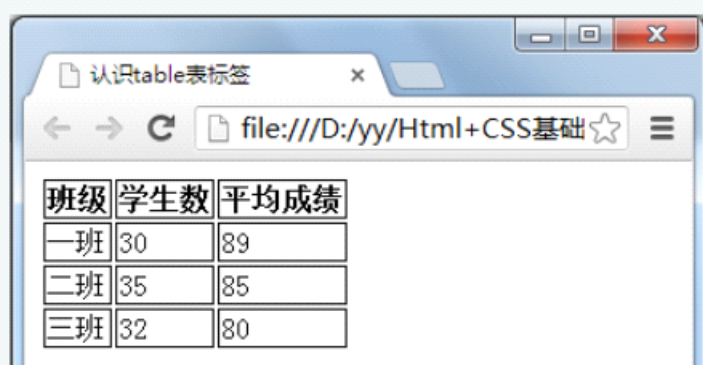 认识table表标签
file:///D:/yy/Html+CSS基础
班级 学生数 平均成绩
一班 30 89
二班 35 85
三班 32 80